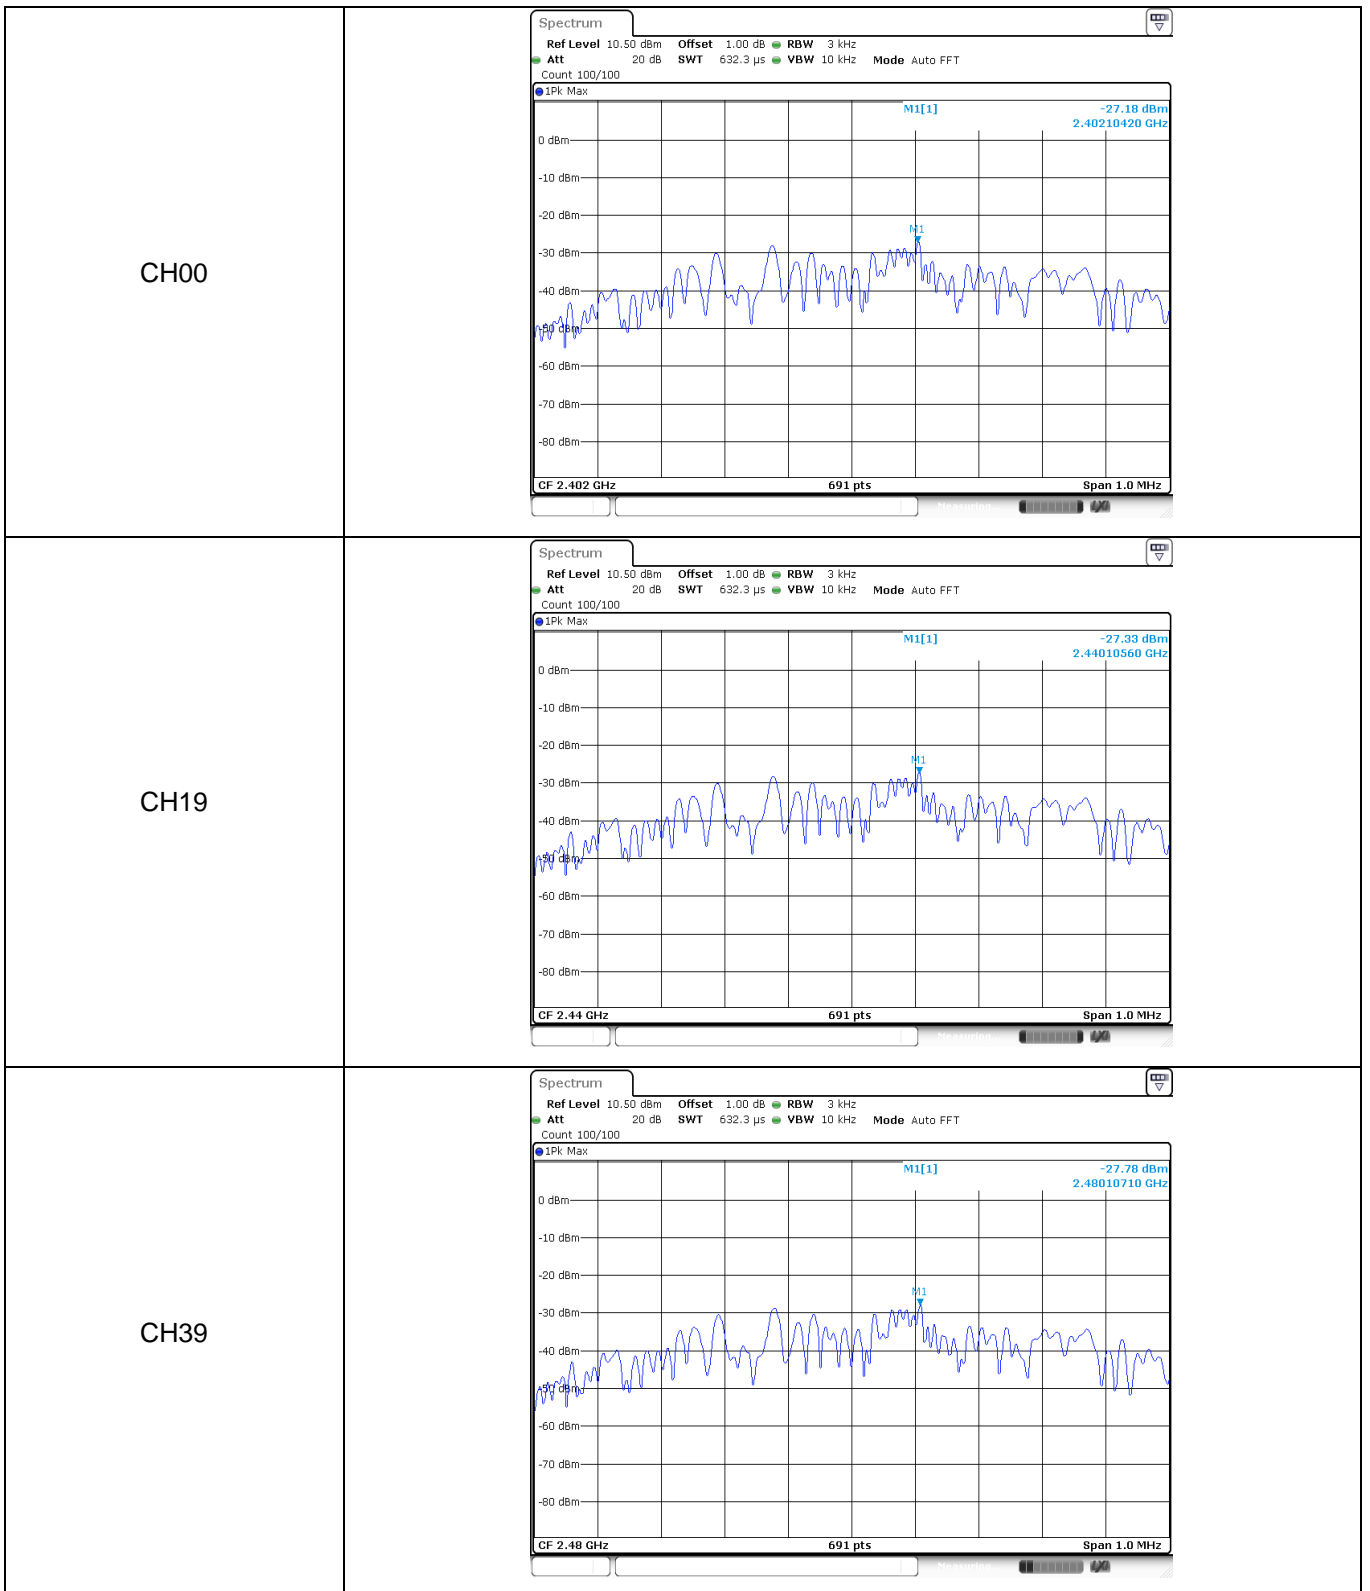 CH00
Spectrum
Ref Level 10.50 dBm Offset 1.00 dB RBW 3 kHz
Att 20 dB SWT 632.3 µs VBW 10 kHz Mode Auto FFT
Count 100/100
1Pk Max
M1[1] -27.18 dBm
2.40210420 GHz
0 dBm
-10 dBm
-20 dBm
M1
-30 dBm
-40 dBm
-50 dBm
-60 dBm
-70 dBm
-80 dBm
CF 2.402 GHz 691 pts Span 1.0 MHz
Measuring...
CH19
Spectrum
Ref Level 10.50 dBm Offset 1.00 dB RBW 3 kHz
Att 20 dB SWT 632.3 µs VBW 10 kHz Mode Auto FFT
Count 100/100
1Pk Max
M1[1] -27.33 dBm
2.44010560 GHz
0 dBm
-10 dBm
-20 dBm
M1
-30 dBm
-40 dBm
-50 dBm
-60 dBm
-70 dBm
-80 dBm
CF 2.44 GHz 691 pts Span 1.0 MHz
Measuring...
CH39
Spectrum
Ref Level 10.50 dBm Offset 1.00 dB RBW 3 kHz
Att 20 dB SWT 632.3 µs VBW 10 kHz Mode Auto FFT
Count 100/100
1Pk Max
M1[1] -27.78 dBm
2.48010710 GHz
0 dBm
-10 dBm
-20 dBm
M1
-30 dBm
-40 dBm
-50 dBm
-60 dBm
-70 dBm
-80 dBm
CF 2.48 GHz 691 pts Span 1.0 MHz
Measuring...